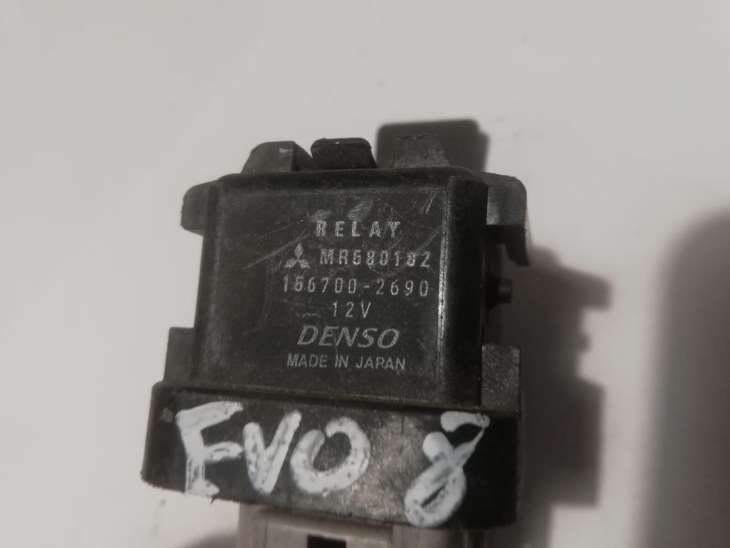 RELAY
MR580182
156700-2690
12V
DENSO
MADE IN JAPAN
EVO 8